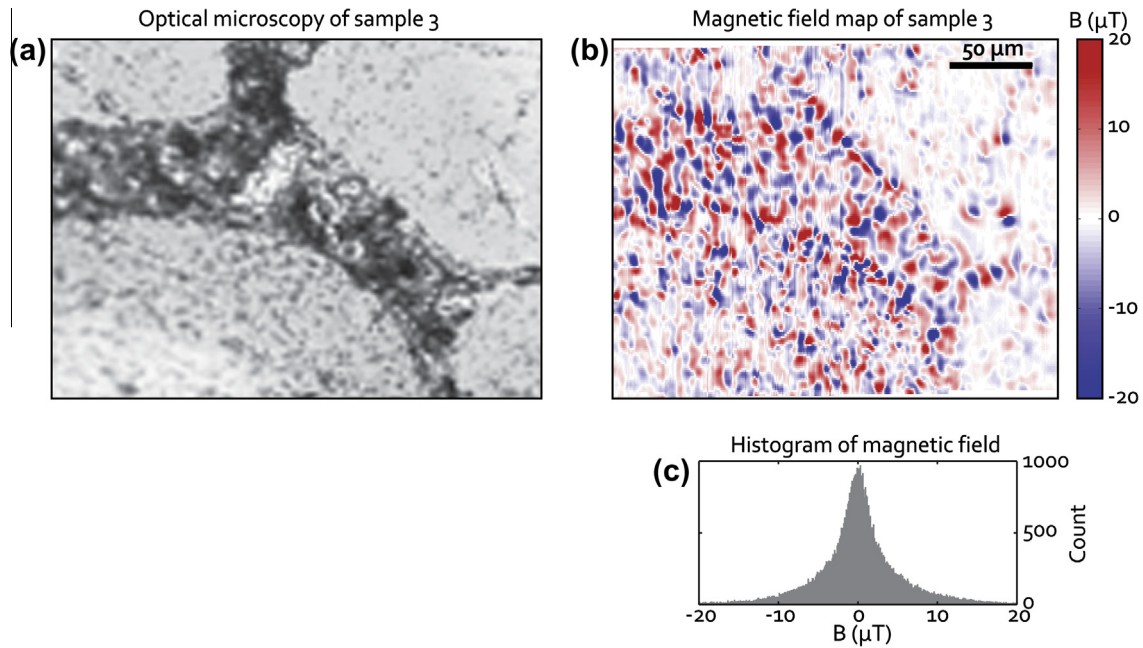 Optical microscopy of sample 3
Magnetic field map of sample 3
B (μT)
(a)
(b)
50 μm
20
10
0
-10
-20
Histogram of magnetic field
(c)
1000
500
0
Count
-20 -10 0 10 20
B (μT)